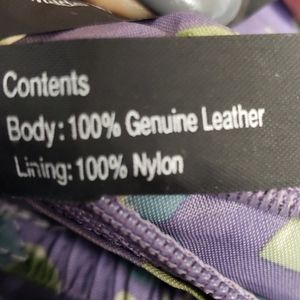 Contents
Body: 100% Genuine Leather
Lining: 100% Nylon